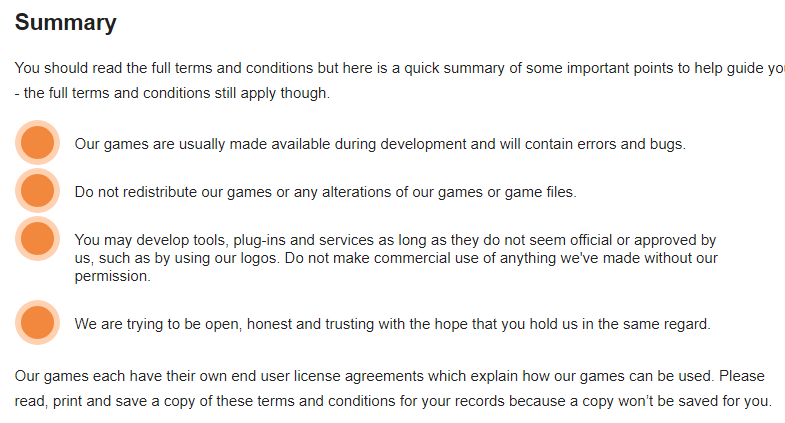 Summary
You should read the full terms and conditions but here is a quick summary of some important points to help guide yo
- the full terms and conditions still apply though.
Our games are usually made available during development and will contain errors and bugs.
Do not redistribute our games or any alterations of our games or game files.
You may develop tools, plug-ins and services as long as they do not seem official or approved by
us, such as by using our logos. Do not make commercial use of anything we've made without our
permission.
We are trying to be open, honest and trusting with the hope that you hold us in the same regard.
Our games each have their own end user license agreements which explain how our games can be used. Please
read, print and save a copy of these terms and conditions for your records because a copy won’t be saved for you.